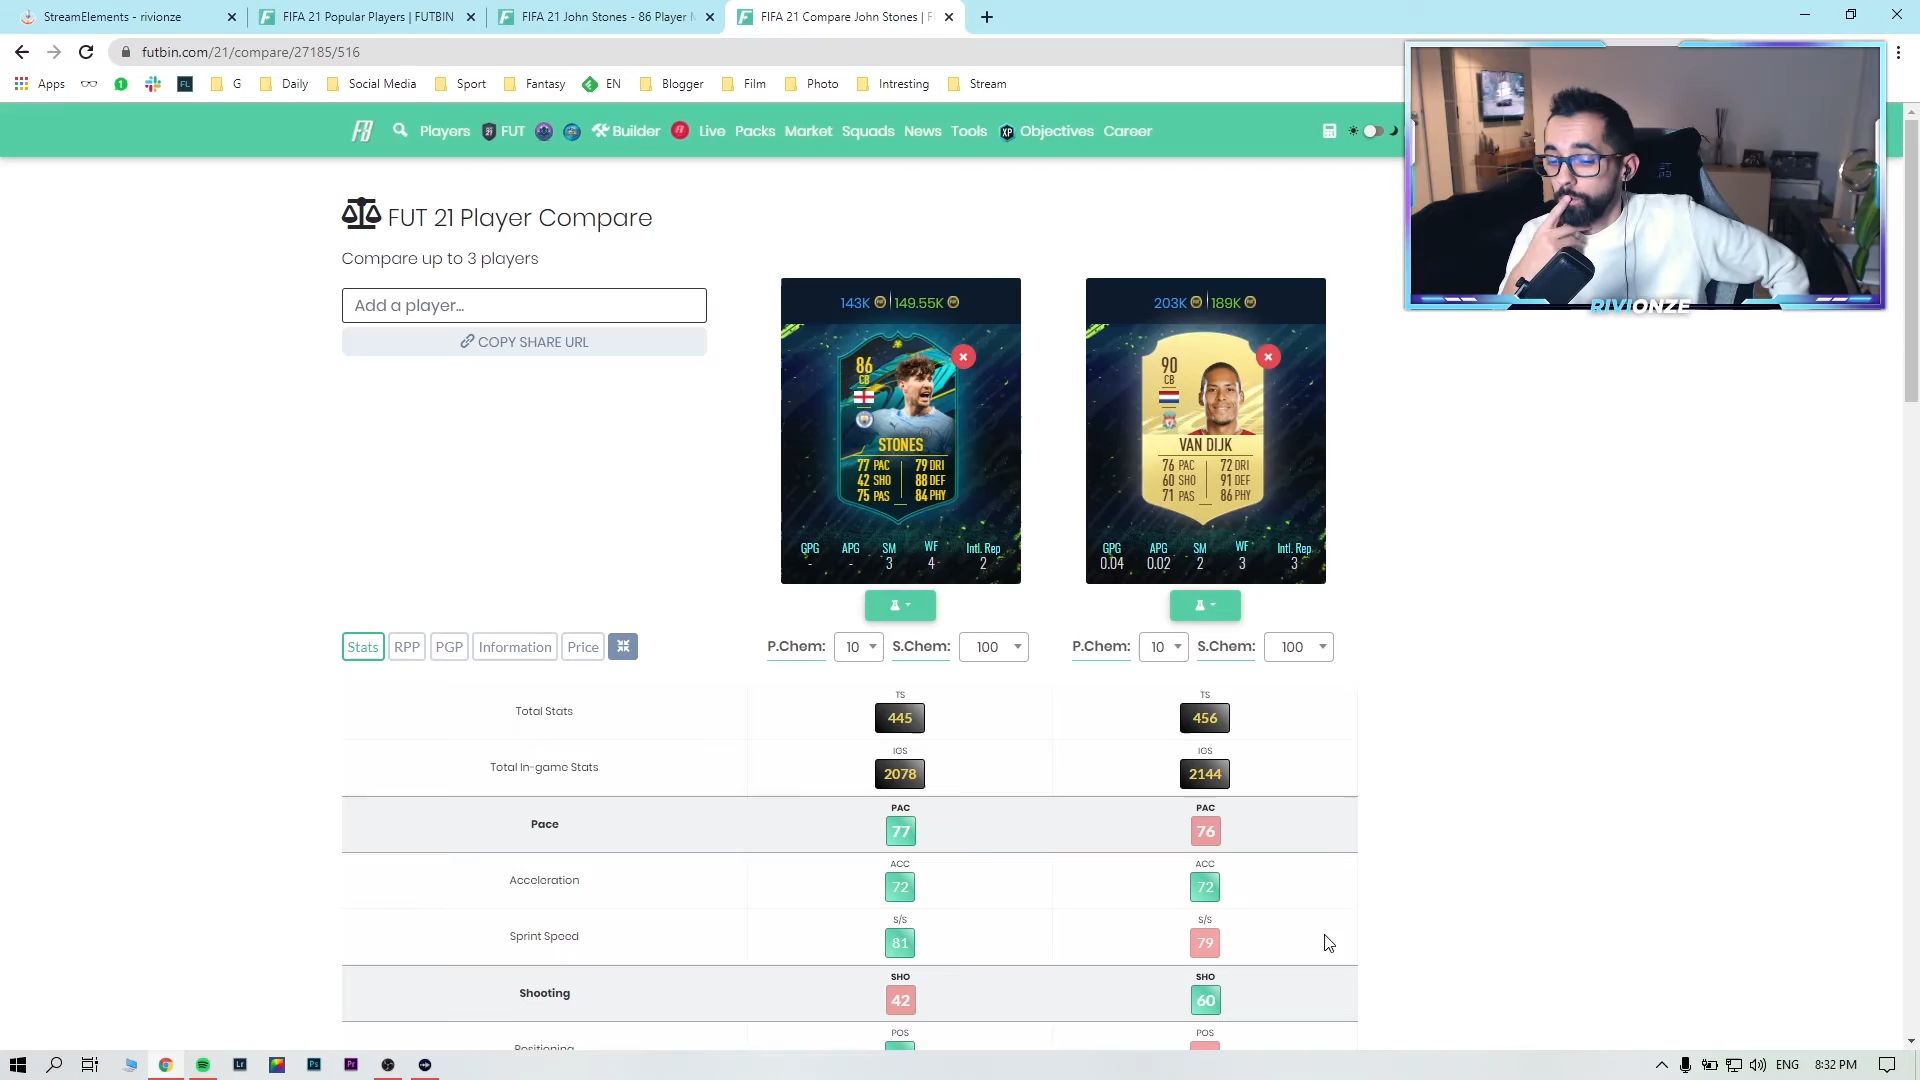 StreamElements - rivionze
FIFA 21 Popular Players | FUTBIN
FIFA 21 John Stones - 86 Player
FIFA 21 Compare John Stones | F
futbin.com/21/compare/27185/516
Apps
G
Daily
Social Media
Sport
Fantasy
EN
Blogger
Film
Photo
Intresting
Stream
Players
FUT
Builder
Live
Packs
Market
Squads
News
Tools
XP
Objectives
Career
RIVIONZE
FUT 21 Player Compare
Compare up to 3 players
Add a player...
COPY SHARE URL
143K 149.55K
86
CB
STONES
77 PAC 79 DRI
42 SHO 88 DEF
75 PAS 84 PHY
GPG APG SM WF Intl. Rep
- - 3 4 2
203K 189K
90
CB
VAN DIJK
76 PAC 72 DRI
60 SHO 91 DEF
71 PAS 86 PHY
GPG APG SM WF Intl. Rep
0.04 0.02 2 3 3
Stats RPP PGP Information Price
P.Chem: 10 S.Chem: 100
P.Chem: 10 S.Chem: 100
TS TS
Total Stats 445 456
IGS IGS
Total In-game Stats 2078 2144
PAC PAC
Pace 77 76
ACC ACC
Acceleration 72 72
S/S S/S
Sprint Speed 81 79
SHO SHO
Shooting 42 60
POS POS
Positioning
Lr
Ps
Pr
ENG
8:32 PM